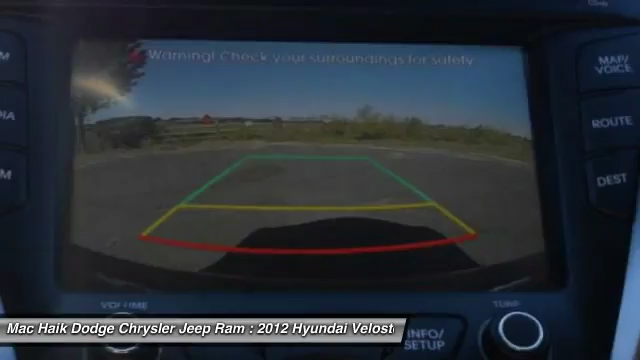 Warning! Check your surroundings for safety
MAP/
VOICE
ROUTE
DEST
VOLUME
TUNE
INFO/
SETUP
Mac Haik Dodge Chrysler Jeep Ram : 2012 Hyundai Velost